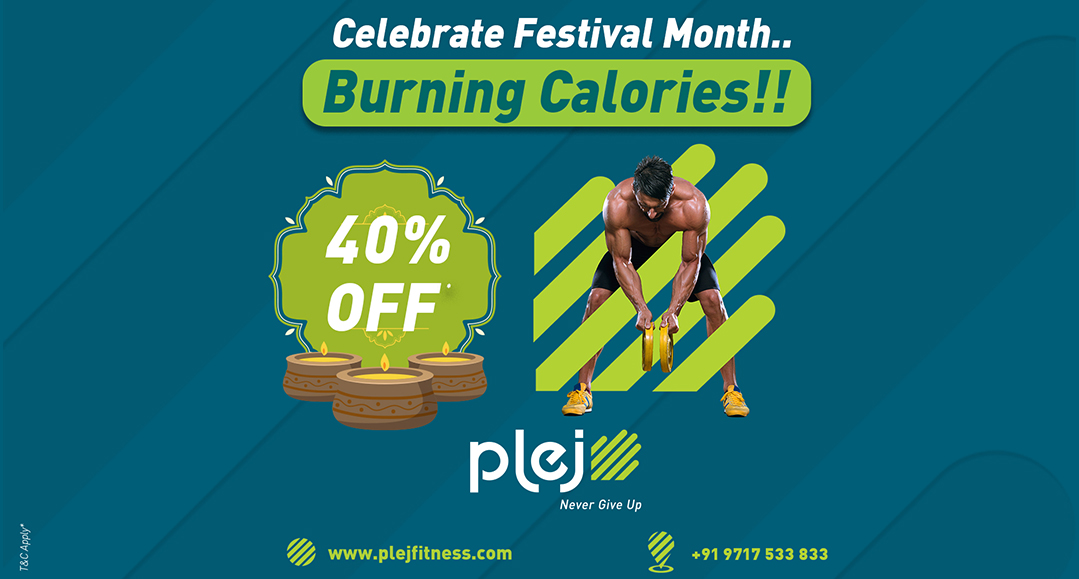 Celebrate Festival Month..
Burning Calories!!
40%
OFF*
plej
Never Give Up
www.plejfitness.com
+91 9717 533 833
T&C Apply*